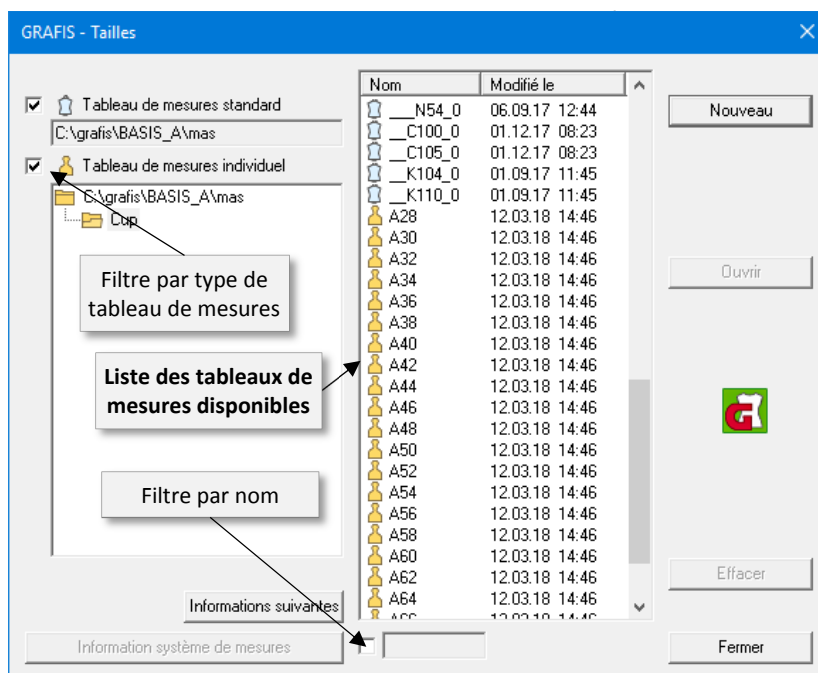 GRAFIS - Tailles
Tableau de mesures standard
C:\grafis\BASIS_A\mas
Tableau de mesures individuel
C:\grafis\BASIS_A\mas
Cup
Filtre par type de
tableau de mesures
Liste des tableaux de
mesures disponibles
Filtre par nom
Informations suivantes
Information système de mesures
Nom Modifié le
___N54_0 06.09.17 12:44
__C100_0 01.12.17 08:23
__C105_0 01.12.17 08:23
__K104_0 01.09.17 11:45
__K110_0 01.09.17 11:45
A28 12.03.18 14:46
A30 12.03.18 14:46
A32 12.03.18 14:46
A34 12.03.18 14:46
A36 12.03.18 14:46
A38 12.03.18 14:46
A40 12.03.18 14:46
A42 12.03.18 14:46
A44 12.03.18 14:46
A46 12.03.18 14:46
A48 12.03.18 14:46
A50 12.03.18 14:46
A52 12.03.18 14:46
A54 12.03.18 14:46
A56 12.03.18 14:46
A58 12.03.18 14:46
A60 12.03.18 14:46
A62 12.03.18 14:46
A64 12.03.18 14:46
Nouveau
Ouvrir
G
Effacer
Fermer